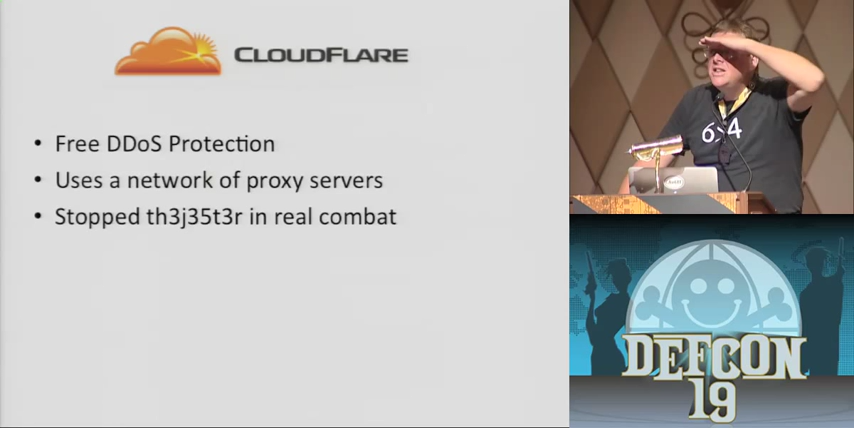 CLOUDFLARE
• Free DDoS Protection
• Uses a network of proxy servers
• Stopped th3j35t3r in real combat
DEFCON
19